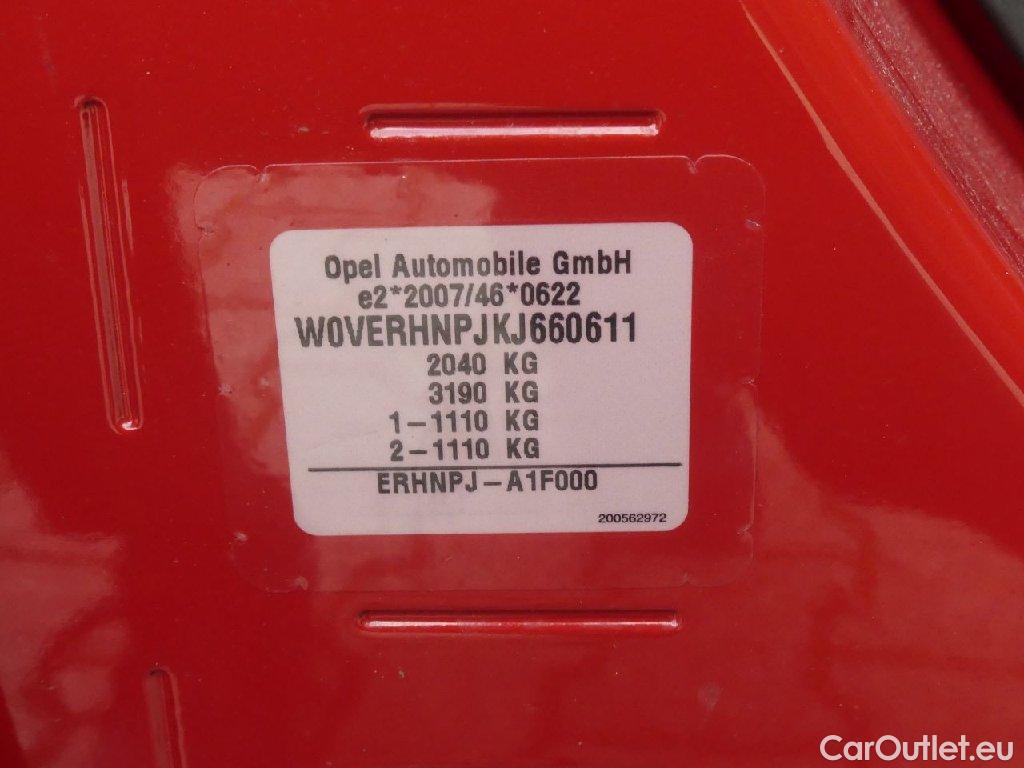 Opel Automobile GmbH
e2*2007/46*0622
W0VERHNPJKJ660611
2040 KG
3190 KG
1-1110 KG
2-1110 KG
ERHNPJ-A1F000
200562972
CarOutlet.eu